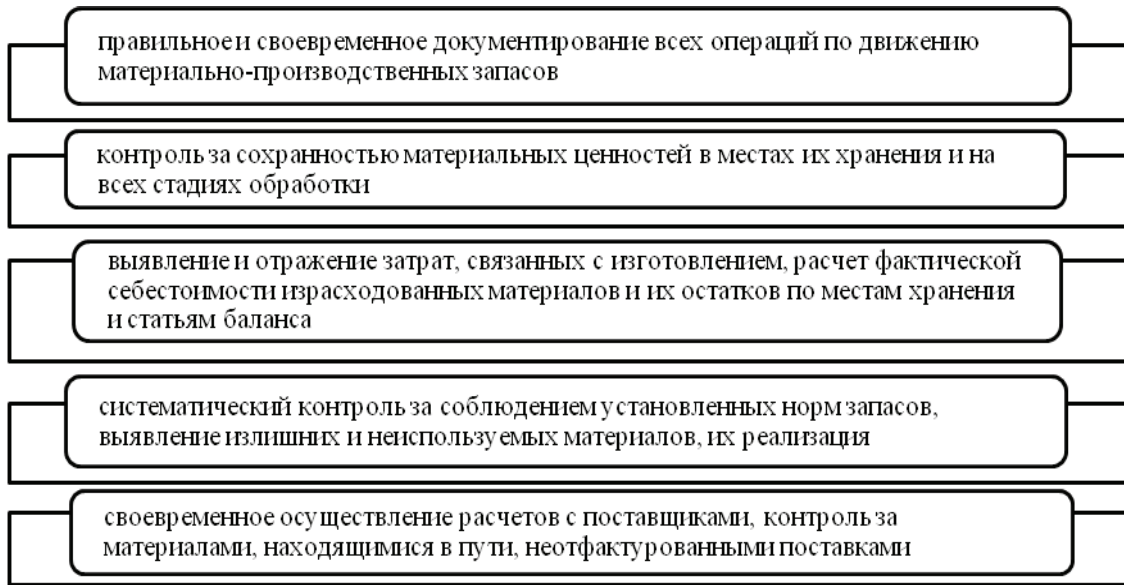 правильное и своевременное документирование всех операций по движению
материально-производственных запасов
контроль за сохранностью материальных ценностей в местах их хранения и на
всех стадиях обработки
выявление и отражение затрат, связанных с изготовлением, расчет фактической
себестоимости израсходованных материалов и их остатков по местам хранения
и статьям баланса
систематический контроль за соблюдением установленных норм запасов,
выявление излишних и неиспользуемых материалов, их реализация
своевременное осуществление расчетов с поставщиками, контроль за
материалами, находящимися в пути, неотфактурованными поставками